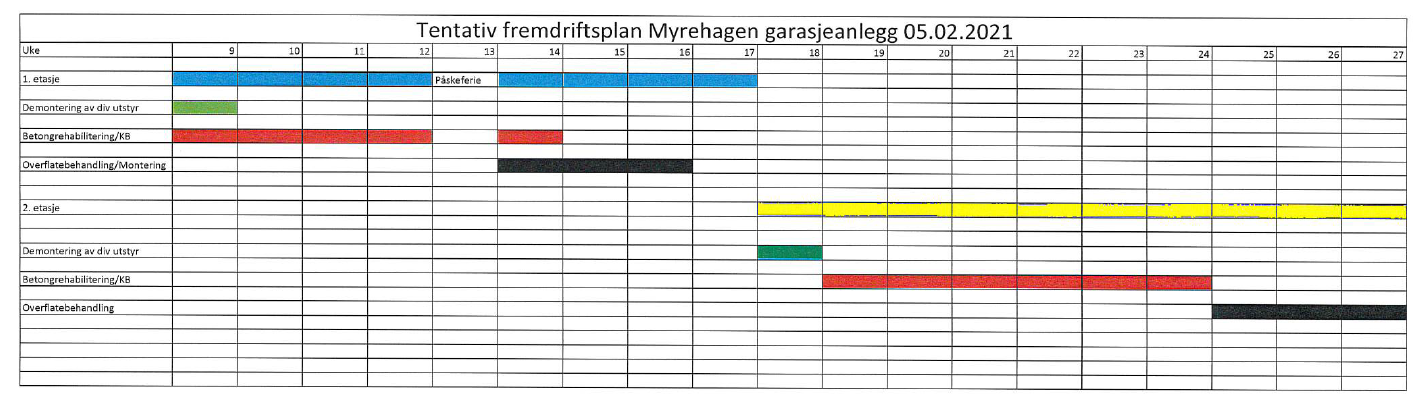 Tentativ fremdriftsplan Myrehagen garasjeanlegg 05.02.2021
Uke 9 10 11 12 13 14 15 16 17 18 19 20 21 22 23 24 25 26 27
1. etasje Påskeferie
Demontering av div utstyr
Betongrehabilitering/KB
Overflatebehandling/Montering
2. etasje
Demontering av div utstyr
Betongrehabilitering/KB
Overflatebehandling